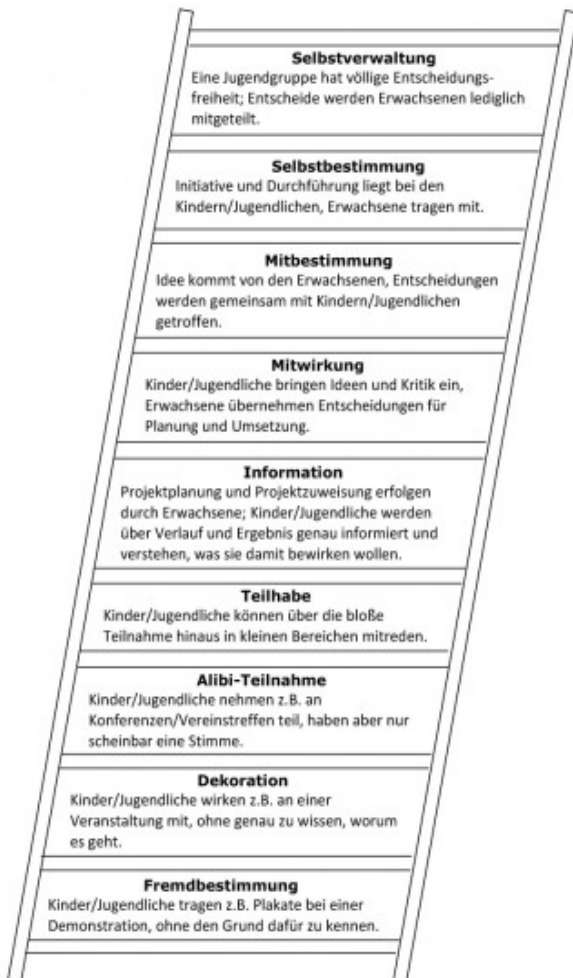 Selbstverwaltung
Eine Jugendgruppe hat völlige Entscheidungs-
freiheit; Entscheide werden Erwachsenen lediglich
mitgeteilt.
Selbstbestimmung
Initiative und Durchführung liegt bei den
Kindern/Jugendlichen, Erwachsene tragen mit.
Mitbestimmung
Idee kommt von den Erwachsenen, Entscheidungen
werden gemeinsam mit Kindern/Jugendlichen
getroffen.
Mitwirkung
Kinder/Jugendliche bringen Ideen und Kritik ein,
Erwachsene übernehmen Entscheidungen für
Planung und Umsetzung.
Information
Projektplanung und Projektzuweisung erfolgen
durch Erwachsene; Kinder/Jugendliche werden
über Verlauf und Ergebnis genau informiert und
verstehen, was sie damit bewirken wollen.
Teilhabe
Kinder/Jugendliche können über die bloße
Teilnahme hinaus in kleinen Bereichen mitreden.
Alibi-Teilnahme
Kinder/Jugendliche nehmen z.B. an
Konferenzen/Vereinstreffen teil, haben aber nur
scheinbar eine Stimme.
Dekoration
Kinder/Jugendliche wirken z.B. an einer
Veranstaltung mit, ohne genau zu wissen, worum
es geht.
Fremdbestimmung
Kinder/Jugendliche tragen z.B. Plakate bei einer
Demonstration, ohne den Grund dafür zu kennen.